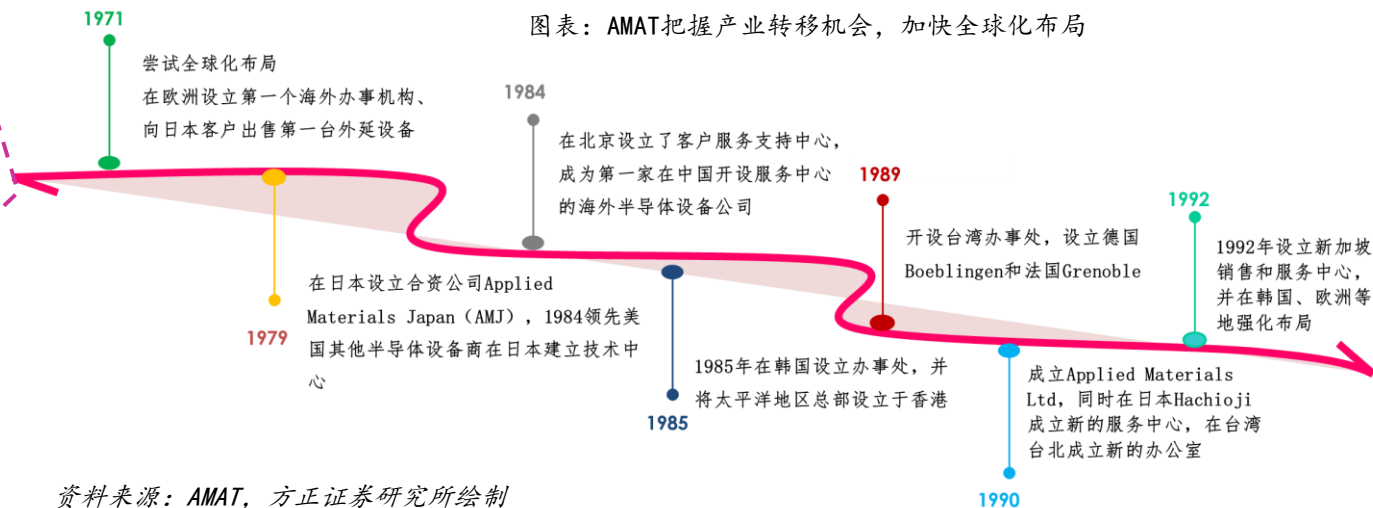 图表：AMAT把握产业转移机会，加快全球化布局
1971
尝试全球化布局
在欧洲设立第一个海外办事机构、
向日本客户出售第一台外延设备
1979
在日本设立合资公司Applied
Materials Japan（AMJ），1984领先美
国其他半导体设备商在日本建立技术中
心
1984
在北京设立了客户服务支持中心，
成为第一家在中国开设服务中心
的海外半导体设备公司
1985
1985年在韩国设立办事处，并
将太平洋地区总部设立于香港
1989
开设台湾办事处，设立德国
Boeblingen和法国Grenoble
1990
成立Applied Materials
Ltd，同时在日本Hachioji
成立新的服务中心，在台湾
台北成立新的办公室
1992
1992年设立新加坡
销售和服务中心，
并在韩国、欧洲等
地强化布局
资料来源：AMAT，方正证券研究所绘制